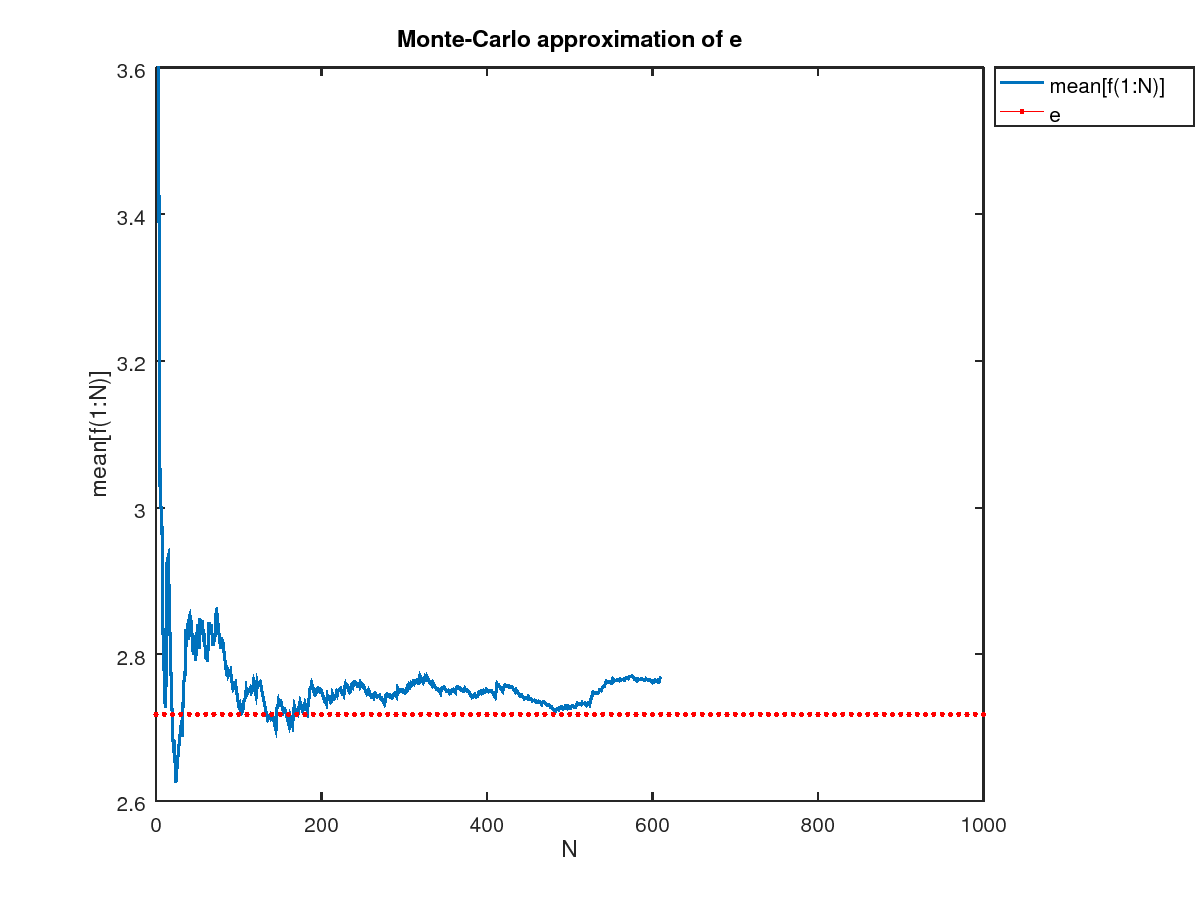 Monte-Carlo approximation of e
mean[f(1:N)]
e
3.6
3.4
3.2
3
2.8
2.6
mean[f(1:N)]
0
200
400
600
800
1000
N